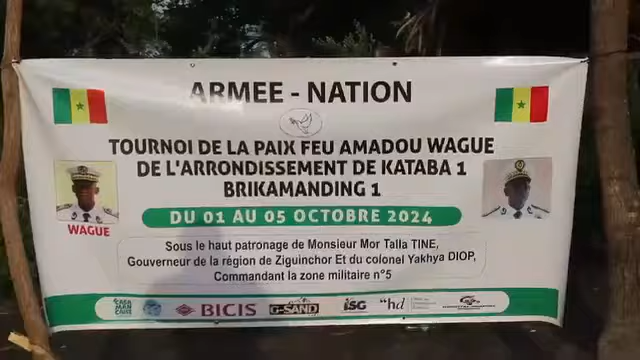 ARMEE - NATION
TOURNOI DE LA PAIX FEU AMADOU WAGUE
DE L'ARRONDISSEMENT DE KATABA 1
BRIKAMANDING 1
WAGUE
DU 01 AU 05 OCTOBRE 2024
Sous le haut patronage de Monsieur Mor Talla TINE,
Gouverneur de la région de Ziguinchor Et du colonel Yakhya DIOP,
Commandant la zone militaire n°5
BICIS G-SAND ISG "hd